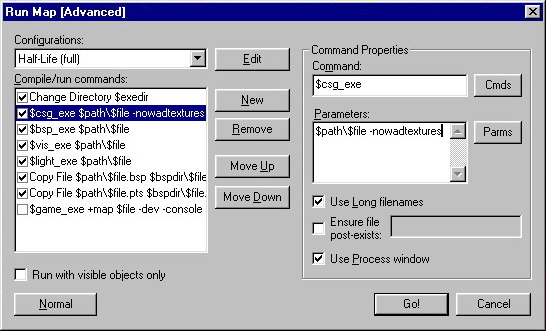 Run Map [Advanced]
Configurations:
Half-Life (full)
Edit
Compile/run commands:
Change Directory $exedir
$csg_exe $path\$file -nowadtextures
$bsp_exe $path\$file
$vis_exe $path\$file
$light_exe $path\$file
Copy File $path\$file.bsp $bspdir\$file
Copy File $path\$file.pts $bspdir\$file.
$game_exe +map $file -dev -console
New
Remove
Move Up
Move Down
Run with visible objects only
Normal
Command Properties
Command:
$csg_exe
Cmds
Parameters:
$path\$file -nowadtextures
Parms
Use Long filenames
Ensure file
post-exists:
Use Process window
Go!
Cancel